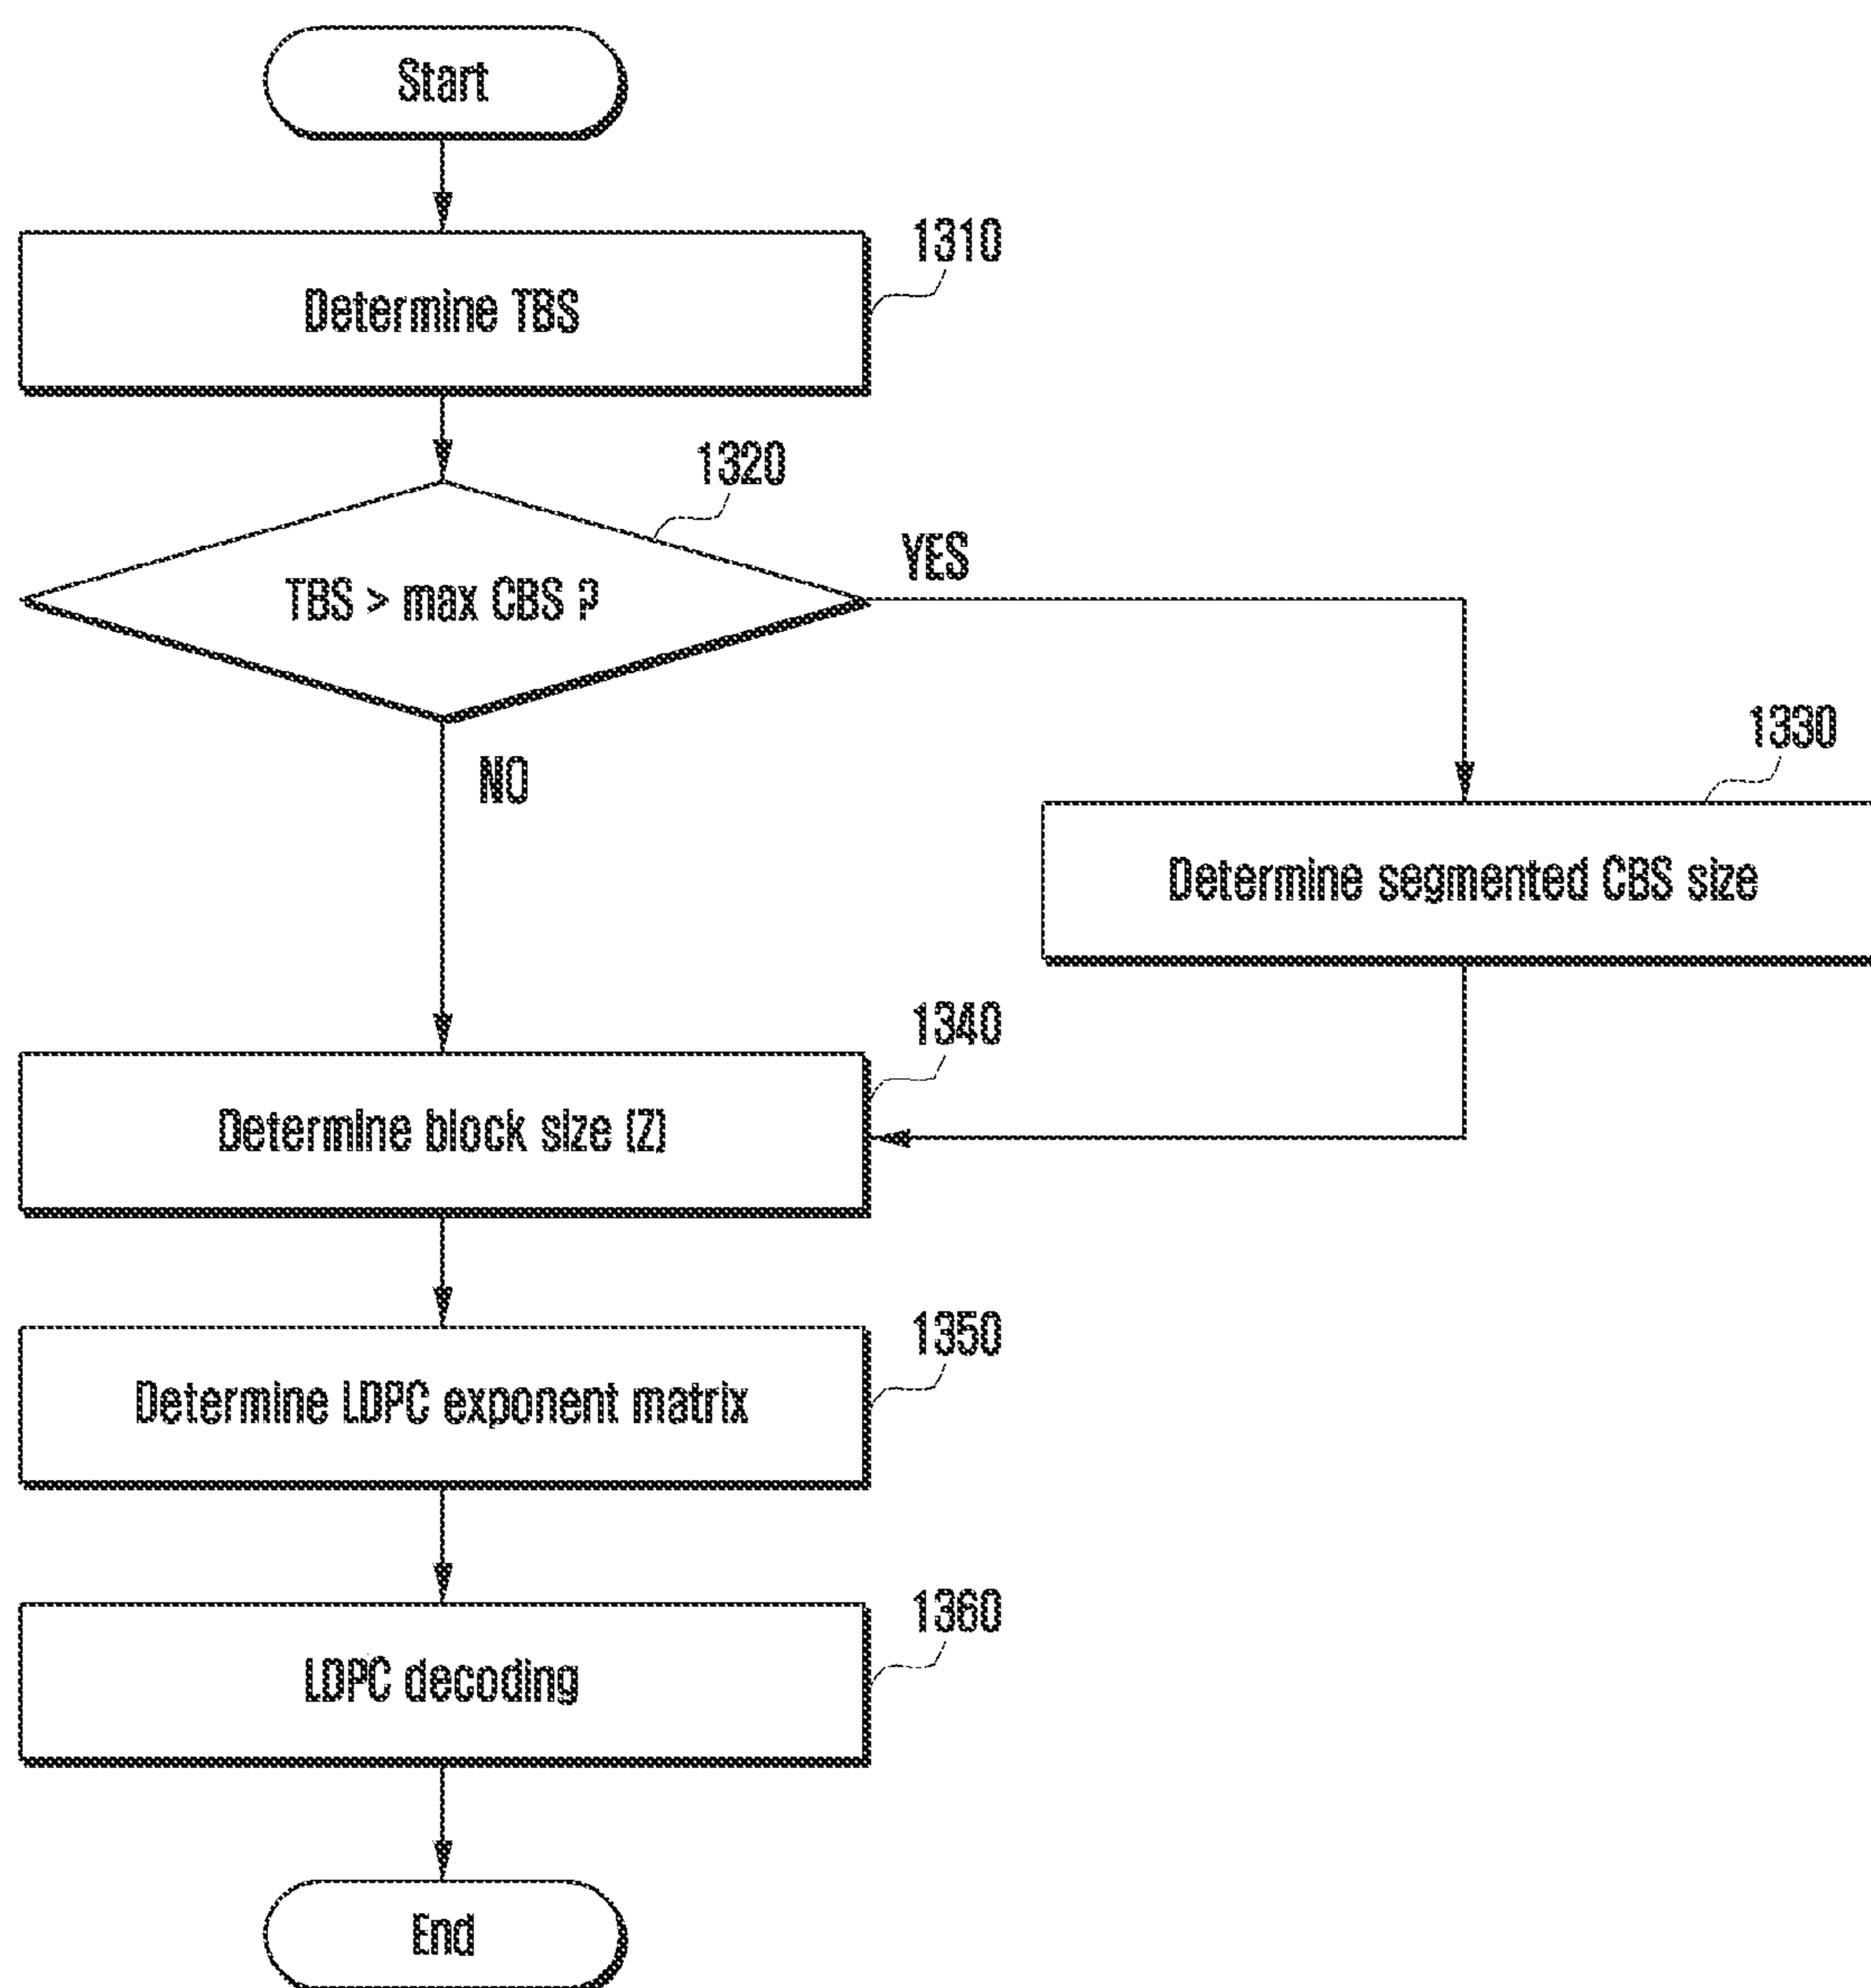 Start
1310
Determine TBS
1320
TBS > max CBS ?
YES
NO
1330
Determine segmented CBS size
1340
Determine block size (Z)
1350
Determine LDPC exponent matrix
1360
LDPC decoding
End